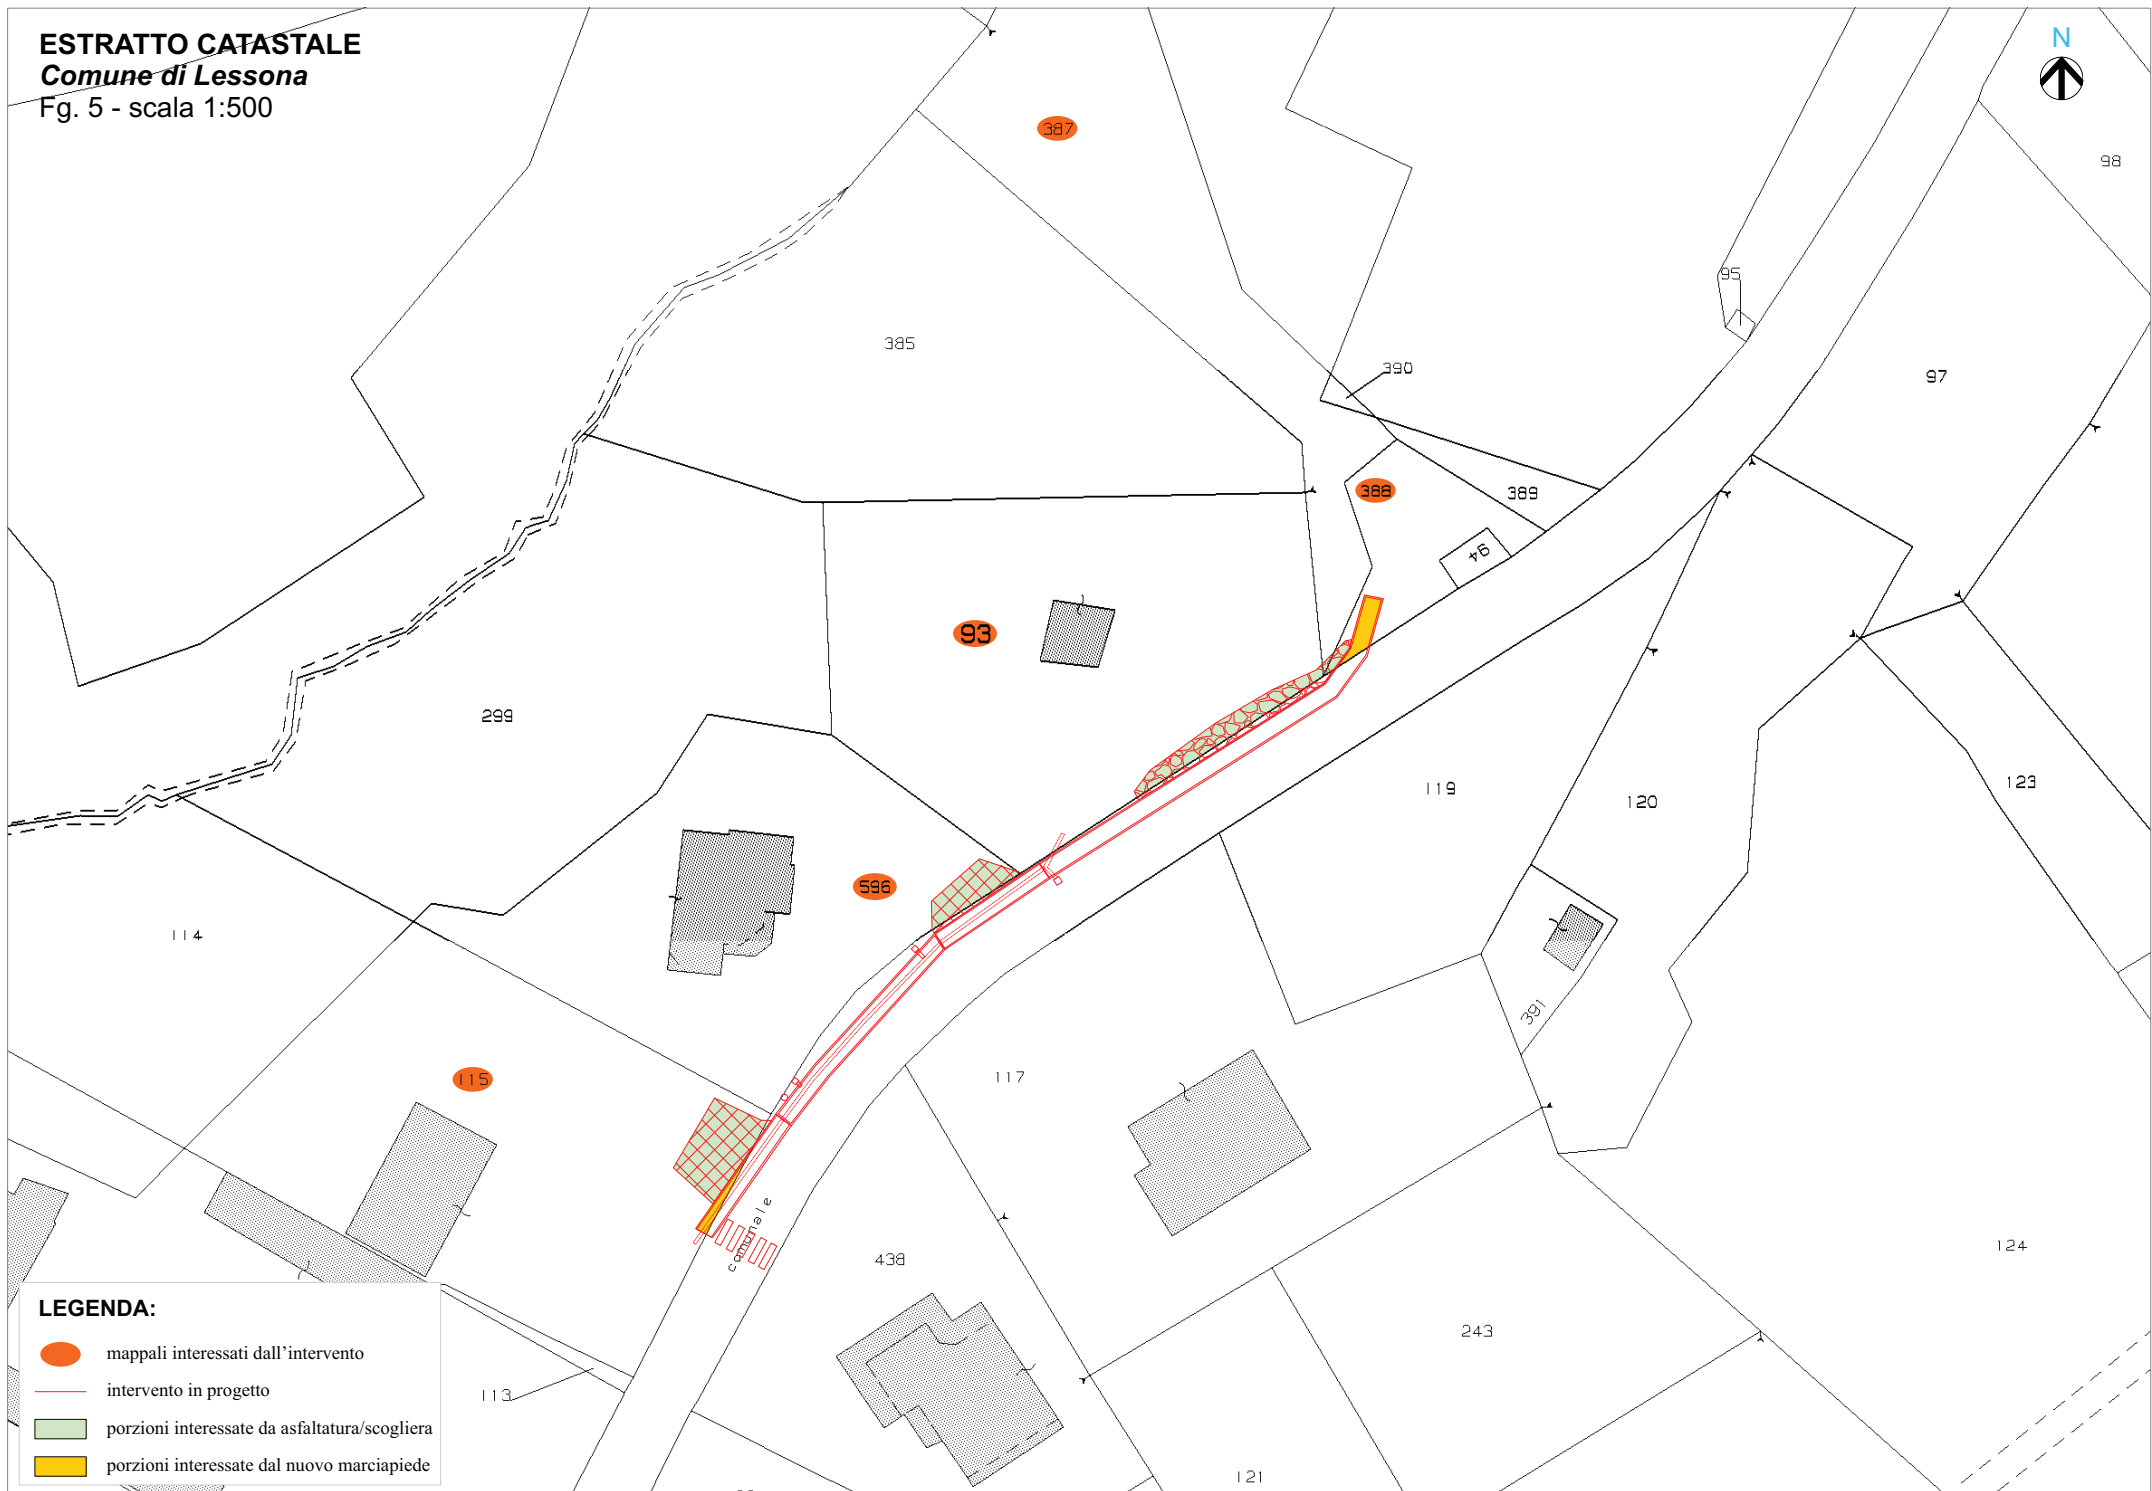 ESTRATTO CATASTALE
Comune di Lessona
Fg. 5 - scala 1:500
N
387
98
95
385
390
97
388
389
94
93
299
119
120
123
596
114
391
115
117
comunale
438
124
243
113
121
LEGENDA:
mappali interessati dall'intervento
intervento in progetto
porzioni interessate da asfaltatura/scogliera
porzioni interessate dal nuovo marciapiede